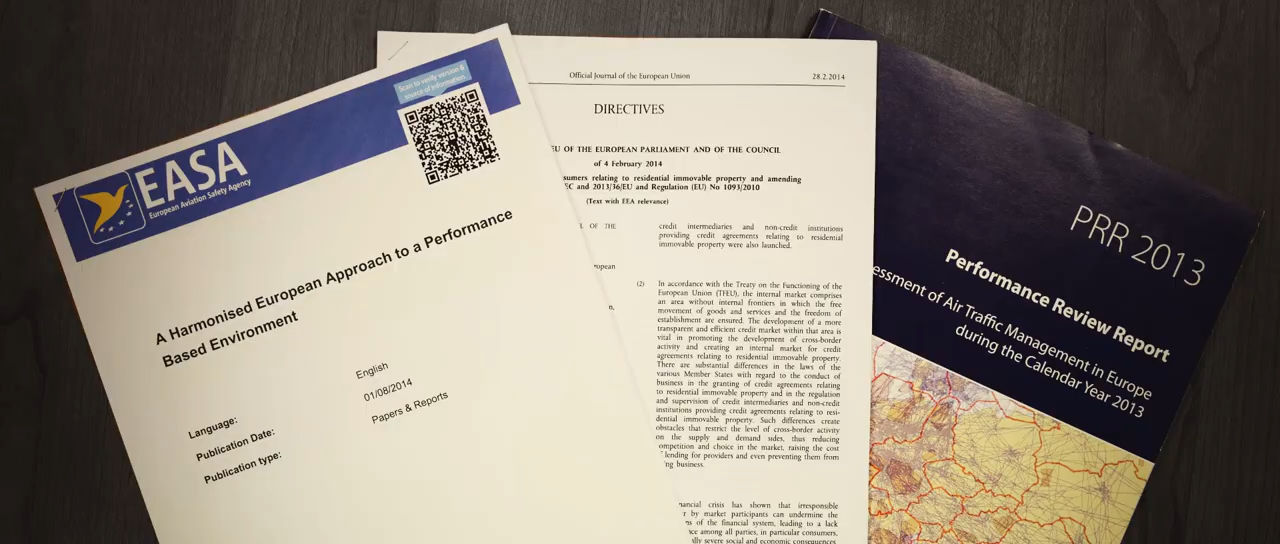 Scan to verify version &
source of information
EASA
European Aviation Safety Agency
A Harmonised European Approach to a Performance
Based Environment
Language:
English
Publication Date:
01/08/2014
Publication type:
Papers & Reports
Official Journal of the European Union
28.2.2014
DIRECTIVES
EU OF THE EUROPEAN PARLIAMENT AND OF THE COUNCIL
of 4 February 2014
sumers relating to residential immovable property and amending
EC and 2013/36/EU and Regulation (EU) No 1093/2010
(Text with EEA relevance)
OF THE
ropean
n,
credit intermediaries and non-credit institutions
providing credit agreements relating to residential
immovable property were also launched.
(2)
In accordance with the Treaty on the Functioning of the
European Union (TFEU), the internal market comprises
an area without internal frontiers in which the free
movement of goods and services and the freedom of
establishment are ensured. The development of a more
transparent and efficient credit market within that area is
vital in promoting the development of cross-border
activity and creating an internal market for credit
agreements relating to residential immovable property.
There are substantial differences in the laws of the
various Member States with regard to the conduct of
business in the granting of credit agreements relating
to residential immovable property and in the regulation
and supervision of credit intermediaries and non-credit
institutions providing credit agreements relating to resi-
dential immovable property. Such differences create
obstacles that restrict the level of cross-border activity
on the supply and demand sides, thus reducing
ompetition and choice in the market, raising the cost
lending for providers and even preventing them from
ng business.
nancial crisis has shown that irresponsible
r by market participants can undermine the
ns of the financial system, leading to a lack
ce among all parties, in particular consumers,
lly severe social and economic consequences.
PRR 2013
Performance Review Report
essment of Air Traffic Management in Europe
during the Calendar Year 2013